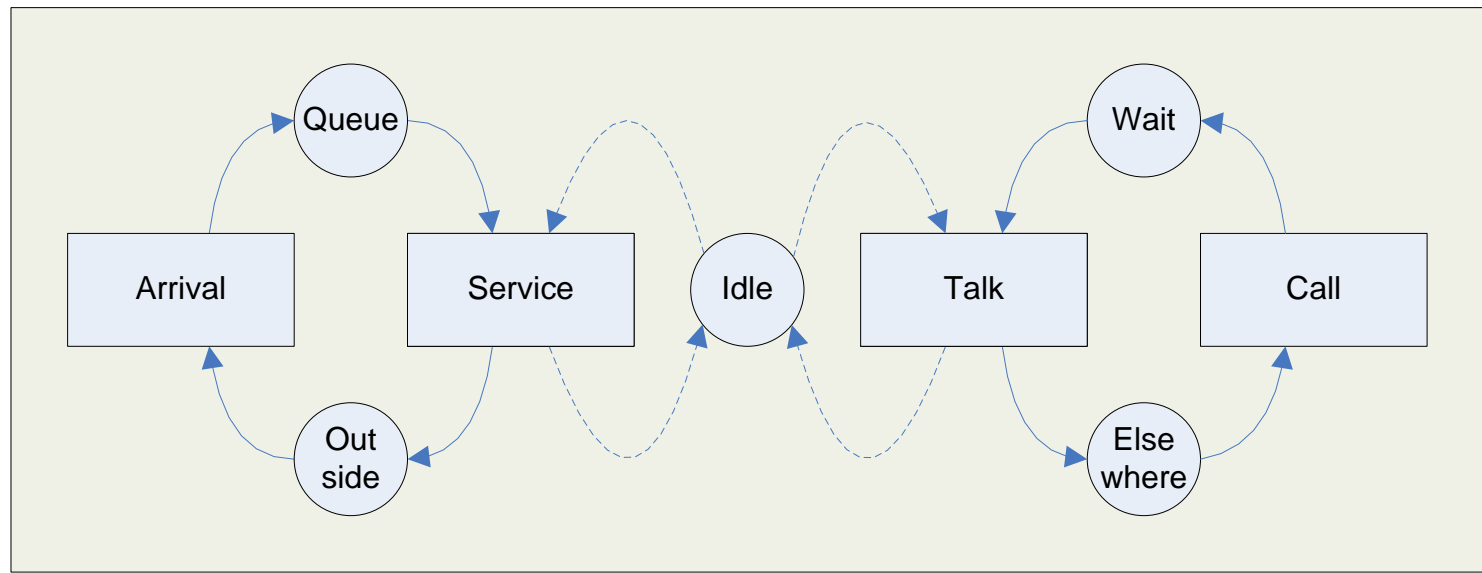 Queue
Wait
Arrival
Service
Idle
Talk
Call
Out
side
Else
where